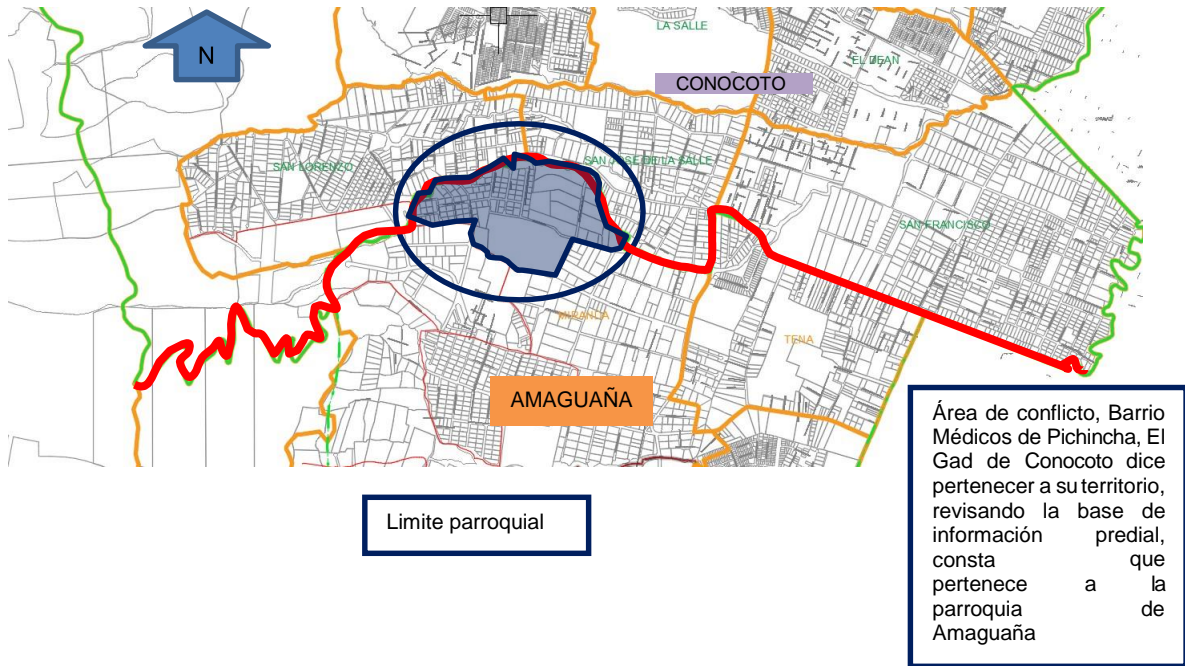 N
LA SALLE
EL DEAN
CONOCOTO
SAN LORENZO
SAN JOSE DE LA SALLE
SAN FRANCISCO
MIRANDA
TENA
AMAGUAÑA
Limite parroquial
Área de conflicto, Barrio
Médicos de Pichincha, El
Gad de Conocoto dice
pertenecer a su territorio,
revisando la base de
información predial,
consta que
pertenece a la
parroquia de
Amaguaña